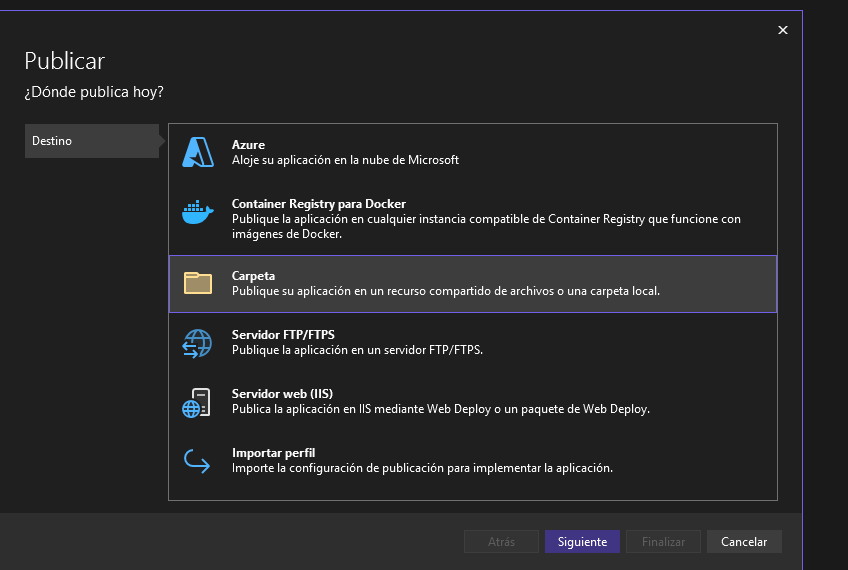 Publicar
¿Dónde publica hoy?
Destino
Azure
Aloje su aplicación en la nube de Microsoft
Container Registry para Docker
Publique la aplicación en cualquier instancia compatible de Container Registry que funcione con
imágenes de Docker.
Carpeta
Publique su aplicación en un recurso compartido de archivos o una carpeta local.
Servidor FTP/FTPS
Publique la aplicación en un servidor FTP/FTPS.
Servidor web (IIS)
Publica la aplicación en IIS mediante Web Deploy o un paquete de Web Deploy.
Importar perfil
Importe la configuración de publicación para implementar la aplicación.
Atrás
Siguiente
Finalizar
Cancelar